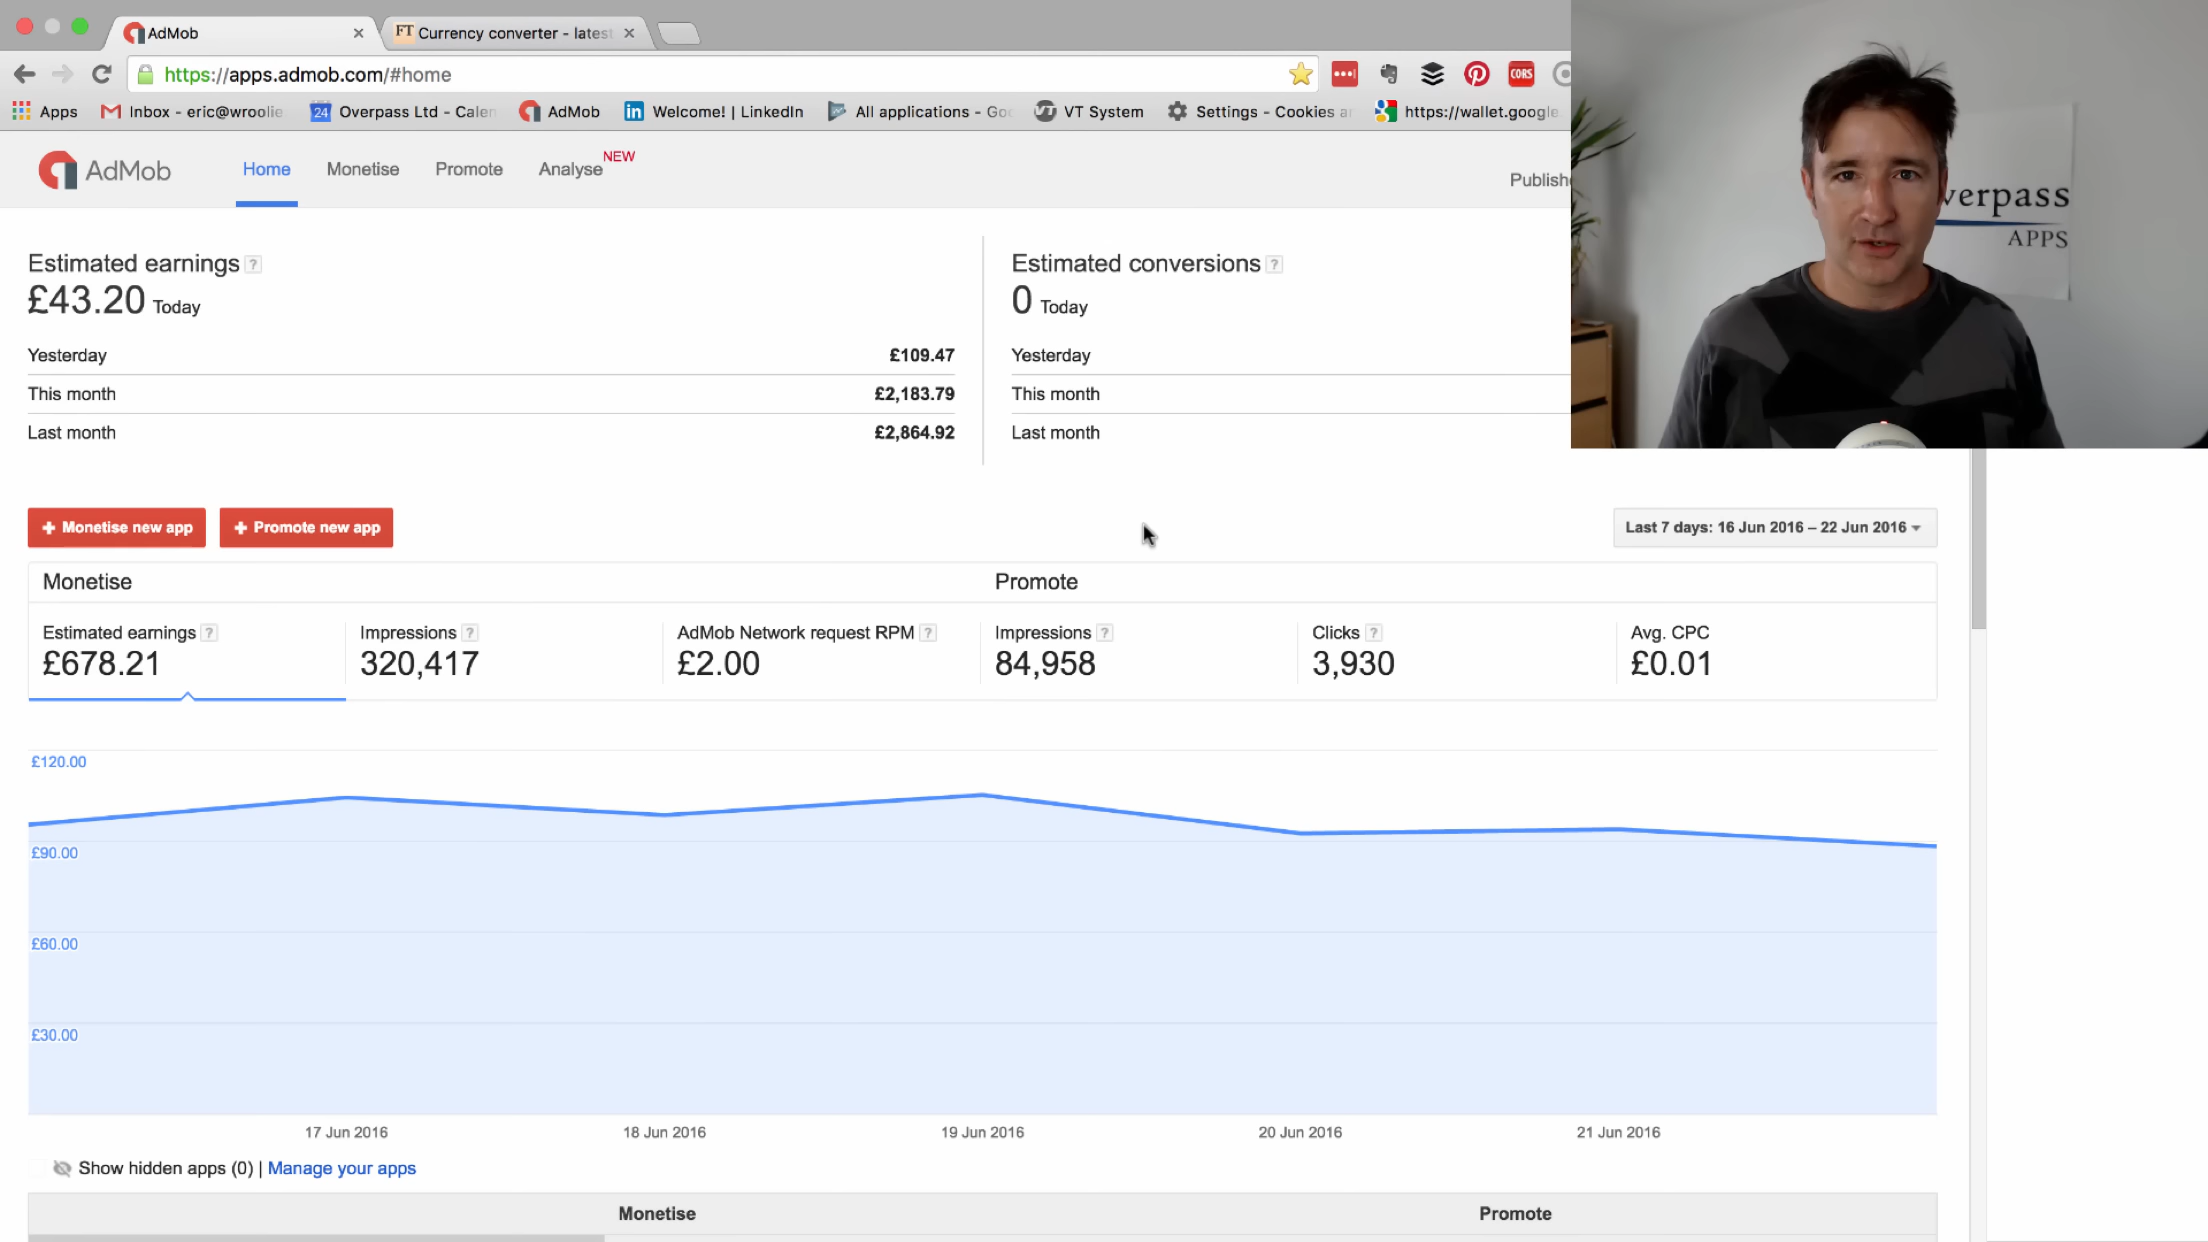 AdMob
FT Currency converter - latest
https://apps.admob.com/#home
CORS
Apps
Inbox - eric@wroolie
24 Overpass Ltd - Calen
AdMob
in Welcome! | LinkedIn
All applications - Go
VT VT System
Settings - Cookies a
https://wallet.google.
AdMob
Home
Monetise
Promote
Analyse NEW
Publish
verpass
APPS
Estimated earnings ?
£43.20 Today
Yesterday £109.47
This month £2,183.79
Last month £2,864.92
Estimated conversions ?
0 Today
Yesterday
This month
Last month
+ Monetise new app
+ Promote new app
Last 7 days: 16 Jun 2016 – 22 Jun 2016
Monetise
Promote
Estimated earnings ?
£678.21
Impressions ?
320,417
AdMob Network request RPM ?
£2.00
Impressions ?
84,958
Clicks ?
3,930
Avg. CPC
£0.01
£120.00
£90.00
£60.00
£30.00
17 Jun 2016
18 Jun 2016
19 Jun 2016
20 Jun 2016
21 Jun 2016
Show hidden apps (0) | Manage your apps
Monetise
Promote